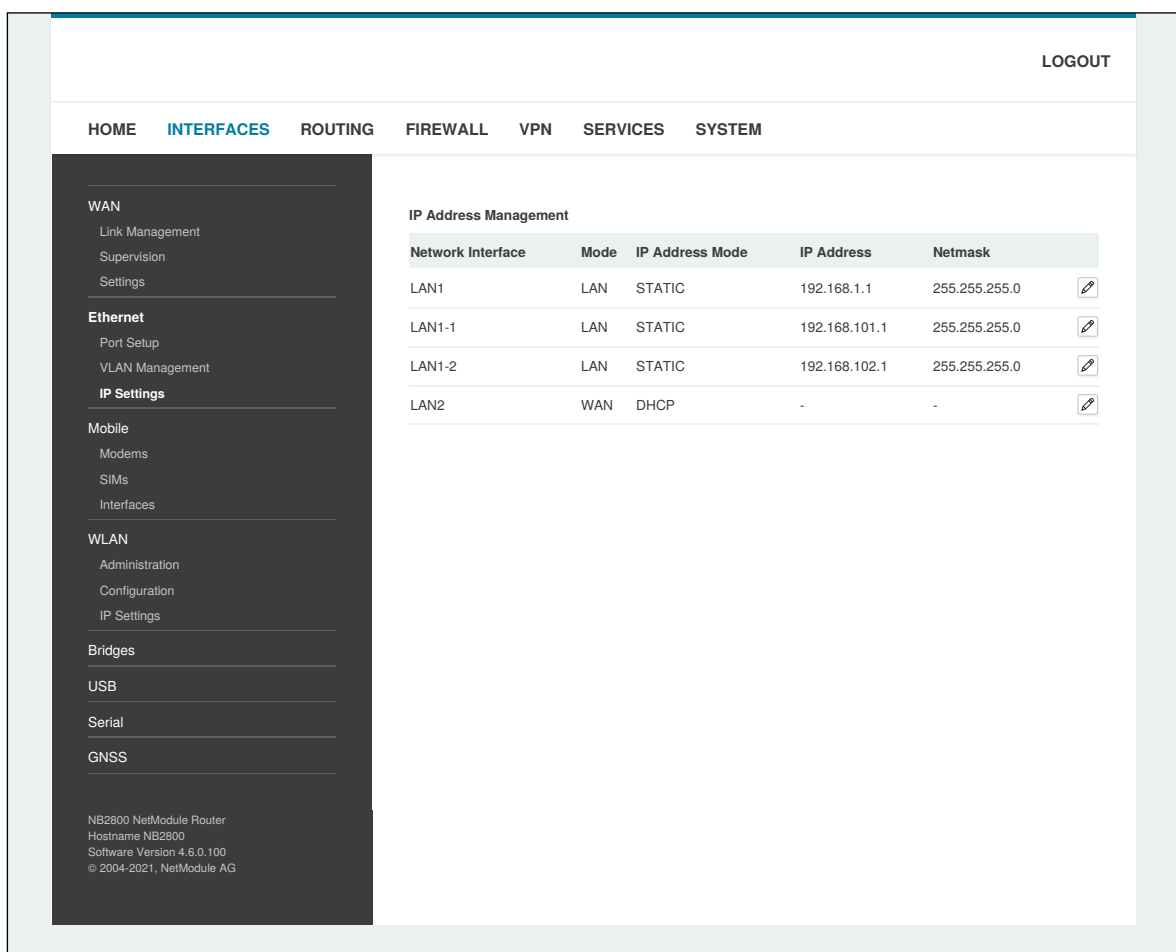 LOGOUT
HOME INTERFACES ROUTING FIREWALL VPN SERVICES SYSTEM
WAN
Link Management
Supervision
Settings
Ethernet
Port Setup
VLAN Management
IP Settings
Mobile
Modems
SIMs
Interfaces
WLAN
Administration
Configuration
IP Settings
Bridges
USB
Serial
GNSS
NB2800 NetModule Router
Hostname NB2800
Software Version 4.6.0.100
© 2004-2021, NetModule AG
IP Address Management
Network Interface Mode IP Address Mode IP Address Netmask
LAN1 LAN STATIC 192.168.1.1 255.255.255.0
LAN1-1 LAN STATIC 192.168.101.1 255.255.255.0
LAN1-2 LAN STATIC 192.168.102.1 255.255.255.0
LAN2 WAN DHCP - -